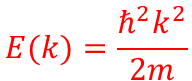 E(k) = ħ²k² / 2m